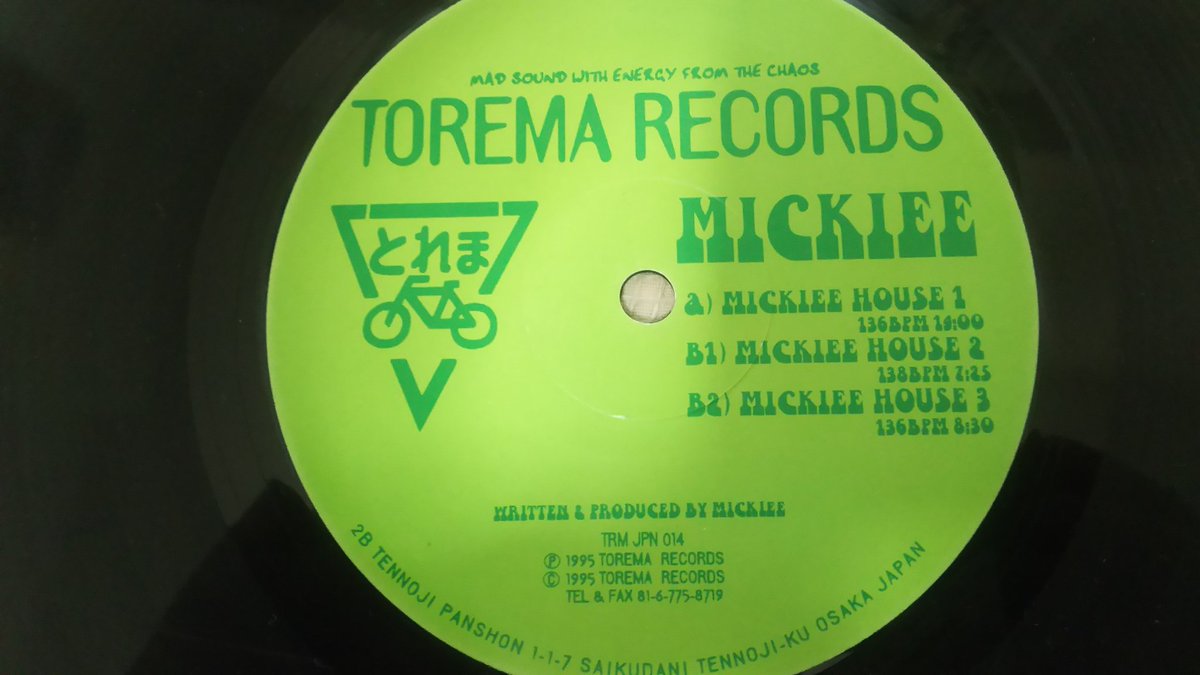 MAD SOUND WITH ENERGY FROM THE CHAOS
TOREMA RECORDS
とれま
MICKIEE
a) MICKIEE HOUSE 1
136BPM 14:00
B1) MICKIEE HOUSE 2
138BPM 7:25
B2) MICKIEE HOUSE 3
136BPM 8:30
WRITTEN & PRODUCED BY MICKIEE
TRM JPN 014
Ⓟ 1995 TOREMA RECORDS
© 1995 TOREMA RECORDS
TEL & FAX 81-6-775-8719
2B TENNOJI PANSHON 1-1-7 SAIKUDANI TENNOJI-KU OSAKA JAPAN